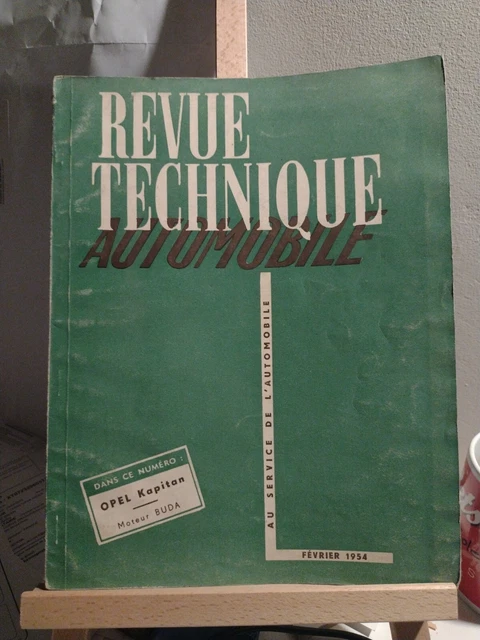 REVUE
TECHNIQUE
AUTOMOBILE
AU SERVICE DE L'AUTOMOBILE
DANS CE NUMÉRO :
OPEL Kapitan
Moteur BUDA
FÉVRIER 1954